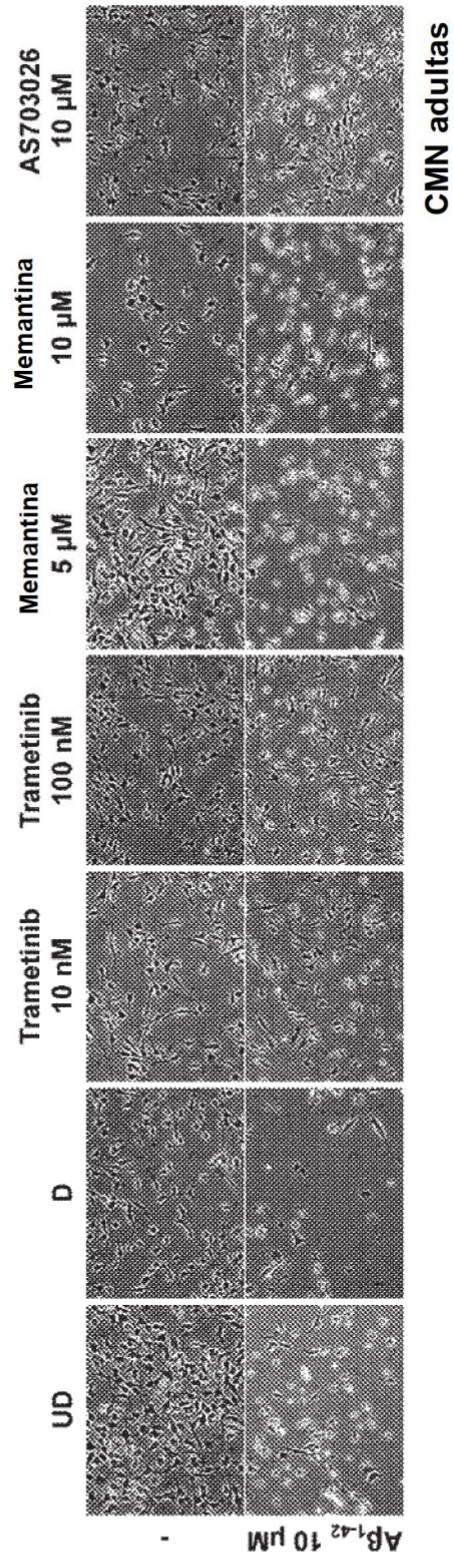 UD
D
Trametinib
10 nM
Trametinib
100 nM
Memantina
5 µM
Memantina
10 µM
AS703026
10 µM
-
Aβ1-42 10 µM
CMN adultas